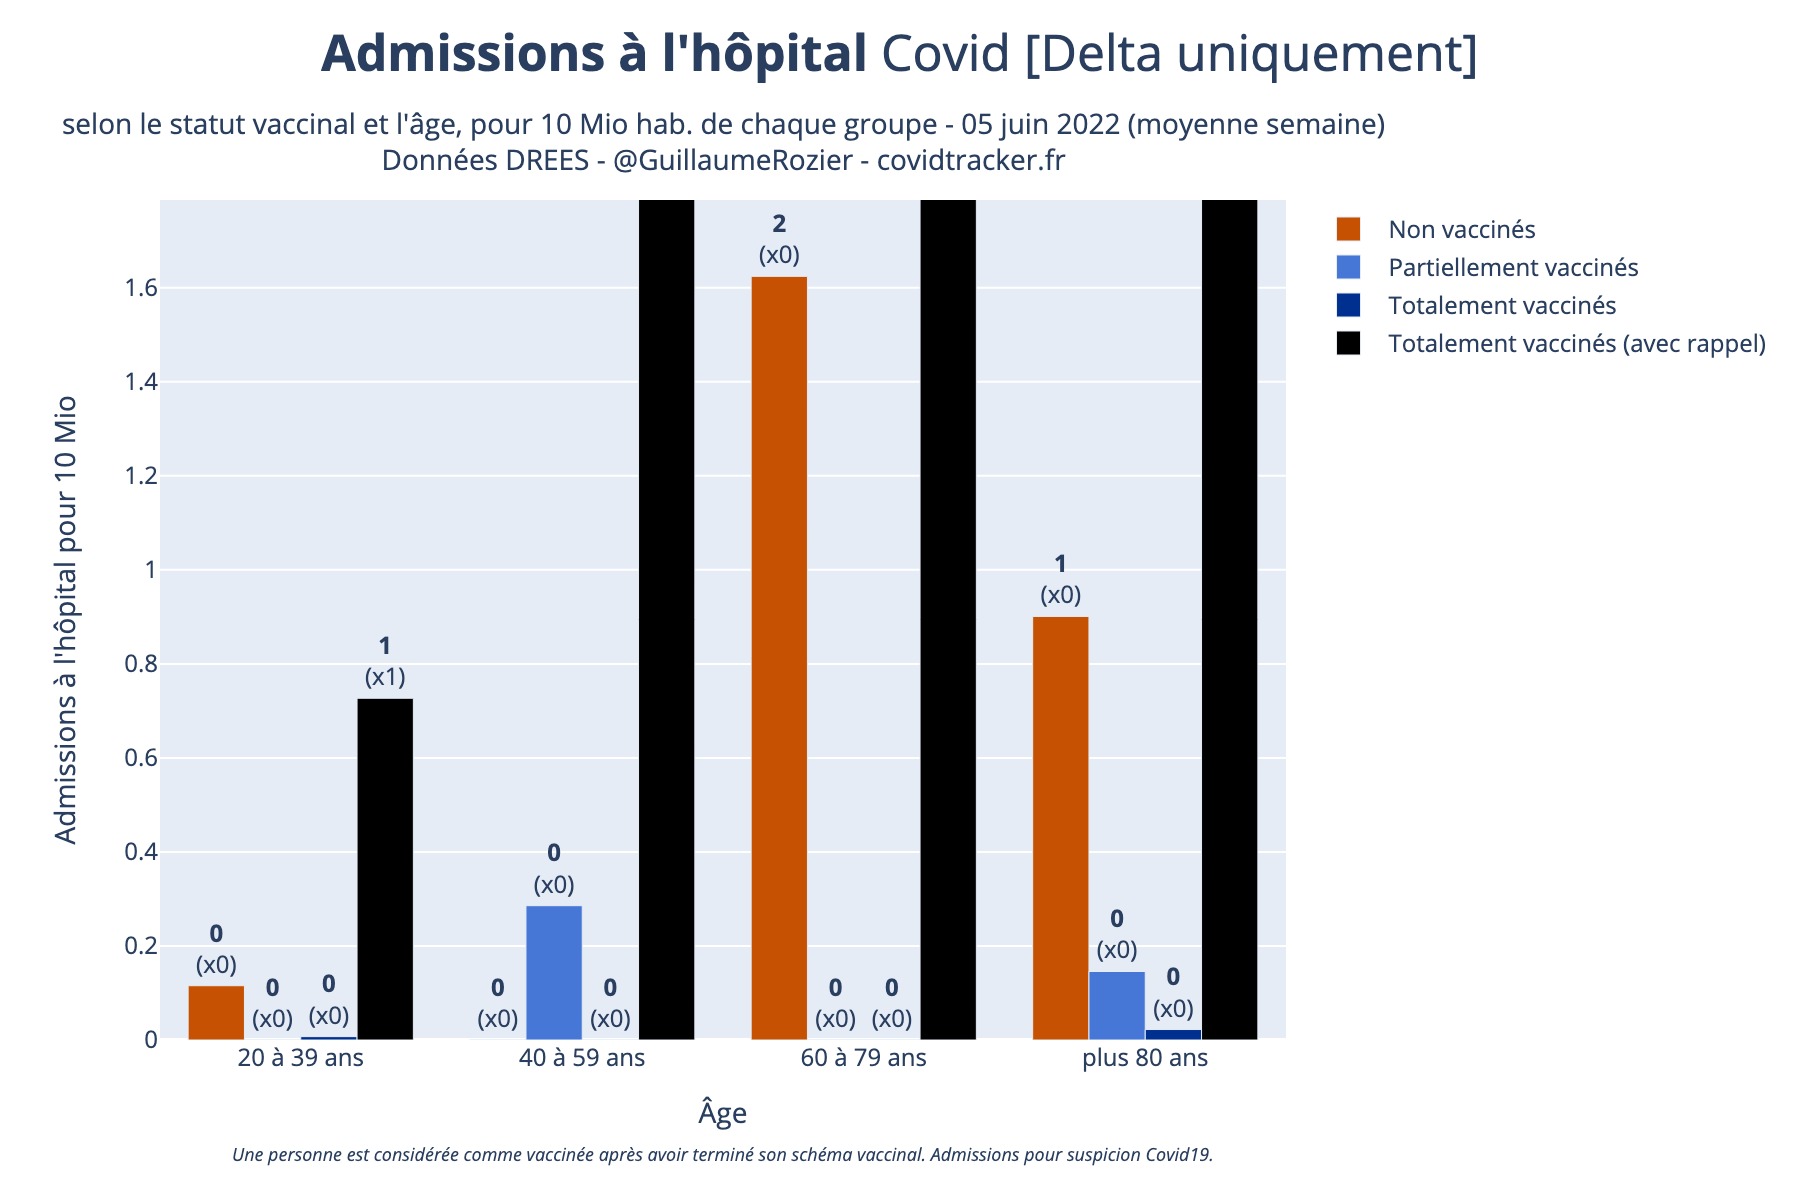 Admissions à l'hôpital Covid [Delta uniquement]
selon le statut vaccinal et l'âge, pour 10 Mio hab. de chaque groupe - 05 juin 2022 (moyenne semaine)
Données DREES - @GuillaumeRozier - covidtracker.fr
Non vaccinés
Partiellement vaccinés
Totalement vaccinés
Totalement vaccinés (avec rappel)
Admissions à l'hôpital pour 10 Mio
1.6
1.4
1.2
1
0.8
0.6
0.4
0.2
0
0
(x0)
0
(x0)
0
(x0)
1
(x1)
0
(x0)
0
(x0)
0
(x0)
2
(x0)
0
(x0)
0
(x0)
1
(x0)
0
(x0)
0
(x0)
20 à 39 ans
40 à 59 ans
60 à 79 ans
plus 80 ans
Âge
Une personne est considérée comme vaccinée après avoir terminé son schéma vaccinal. Admissions pour suspicion Covid19.